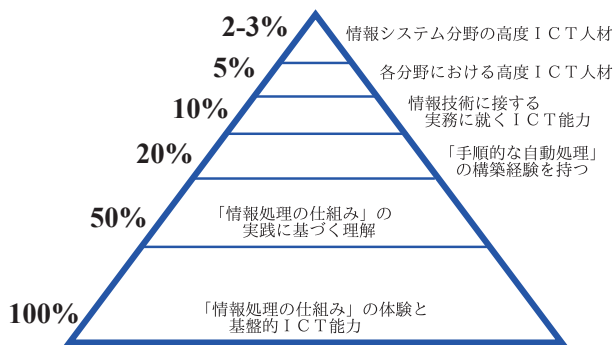 2-3%
情報システム分野の高度ＩＣＴ人材
5%
各分野における高度ＩＣＴ人材
10%
情報技術に接する
実務に就くＩＣＴ能力
20%
「手順的な自動処理」
の構築経験を持つ
50%
「情報処理の仕組み」の
実践に基づく理解
100%
「情報処理の仕組み」の体験と
基盤的ＩＣＴ能力